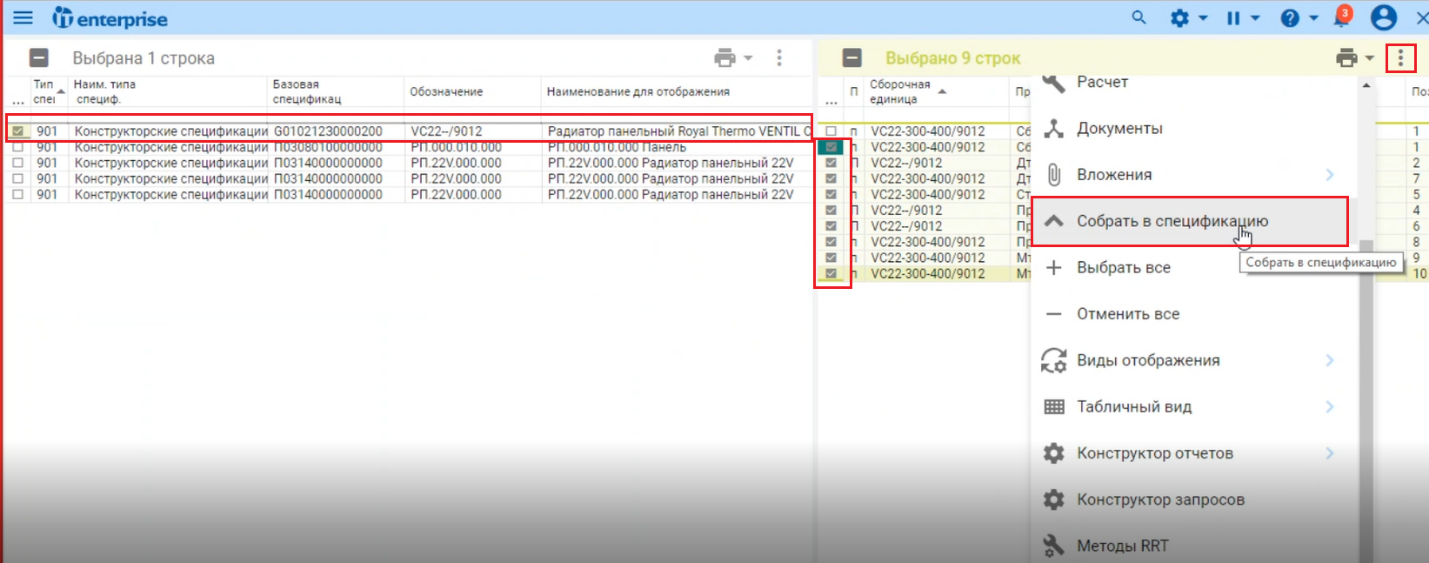 enterprise
3
Выбрана 1 строка
Тип спец
Наим. типа специф.
Базовая спецификац
Обозначение
Наименование для отображения
...
901 Конструкторские спецификации G01021230000200 VC22--/9012 Радиатор панельный Royal Thermo VENTIL C
901 Конструкторские спецификации П03080100000000 РП.000.010.000 РП.000.010.000 Панель
901 Конструкторские спецификации П03140000000000 РП.22V.000.000 РП.22V.000.000 Радиатор панельный 22V
901 Конструкторские спецификации П03140000000000 РП.22V.000.000 РП.22V.000.000 Радиатор панельный 22V
901 Конструкторские спецификации П03140000000000 РП.22V.000.000 РП.22V.000.000 Радиатор панельный 22V
Выбрано 9 строк
...
П
Сборочная единица
Пр
Поз
п VC22-300-400/9012 Сб 1
п VC22-300-400/9012 Сб 1
П VC22--/9012 Дт 2
п VC22-300-400/9012 Дт 7
п VC22-300-400/9012 Ст 5
П VC22--/9012 Пр 4
П VC22--/9012 Пр 6
п VC22-300-400/9012 Пр 8
п VC22-300-400/9012 Мт 9
п VC22-300-400/9012 Мт 10
Расчет
Документы
Вложения
Собрать в спецификацию
Собрать в спецификацию
Выбрать все
Отменить все
Виды отображения
Табличный вид
Конструктор отчетов
Конструктор запросов
Методы RRT